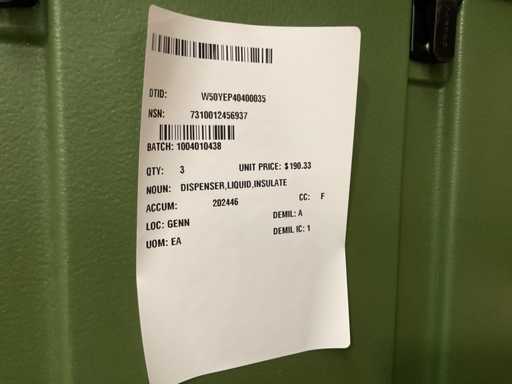 DTID: W50YEP40400035
NSN: 7310012456937
BATCH: 1004010438
QTY: 3 UNIT PRICE: $190.33
NOUN: DISPENSER,LIQUID,INSULATE
ACCUM: 202446 CC: F
LOC: GENN DEMIL: A
UOM: EA DEMIL IC: 1